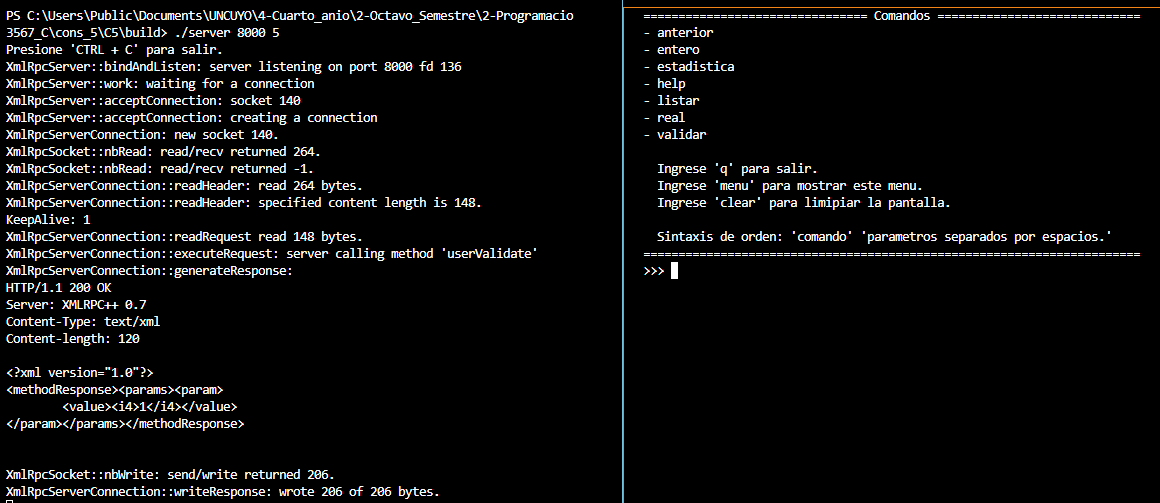 PS C:\Users\Public\Documents\UNCUYO\4-Cuarto_anio\2-Octavo_Semestre\2-Programacio
3567_C\cons_5\C5\build> ./server 8000 5
Presione 'CTRL + C' para salir.
XmlRpcServer::bindAndListen: server listening on port 8000 fd 136
XmlRpcServer::work: waiting for a connection
XmlRpcServer::acceptConnection: socket 140
XmlRpcServer::acceptConnection: creating a connection
XmlRpcServerConnection: new socket 140.
XmlRpcSocket::nbRead: read/recv returned 264.
XmlRpcSocket::nbRead: read/recv returned -1.
XmlRpcServerConnection::readHeader: read 264 bytes.
XmlRpcServerConnection::readHeader: specified content length is 148.
KeepAlive: 1
XmlRpcServerConnection::readRequest read 148 bytes.
XmlRpcServerConnection::executeRequest: server calling method 'userValidate'
XmlRpcServerConnection::generateResponse:
HTTP/1.1 200 OK
Server: XMLRPC++ 0.7
Content-Type: text/xml
Content-length: 120

<?xml version="1.0"?>
<methodResponse><params><param>
        <value><i4>1</i4></value>
</param></params></methodResponse>

XmlRpcSocket::nbWrite: send/write returned 206.
XmlRpcServerConnection::writeResponse: wrote 206 of 206 bytes.
============================== Comandos ===========================
- anterior
- entero
- estadistica
- help
- listar
- real
- validar

  Ingrese 'q' para salir.
  Ingrese 'menu' para mostrar este menu.
  Ingrese 'clear' para limipiar la pantalla.

  Sintaxis de orden: 'comando' 'parametros separados por espacios.'
===================================================================
>>>